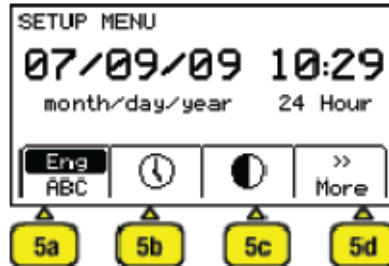 SETUP MENU
07/09/09 10:29
month/day/year 24 Hour
Eng >>
ABC More
5a 5b 5c 5d